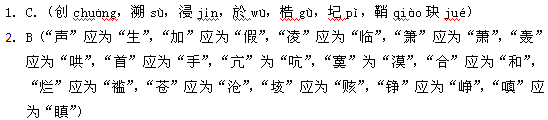 1. C. (创 chuāng, 溯 sù, 浸 jìn, 於 wū, 梏 gù, 圮 pǐ, 鞘 qiào 玦 jué)
2. B (“声”应为“生”,“加”应为“假”,“凌”应为“临”,“箫”应为“萧”,“轰”
应为“哄”,“首”应为“手”,“亢”为“吭”,“寞”为“漠”,“合”应为“和”,
“烂”应为“滥”,“苍”应为“沧”,“垓”应为“赅”,“铮”应为“峥”,“嗔”应
为“瞋”)